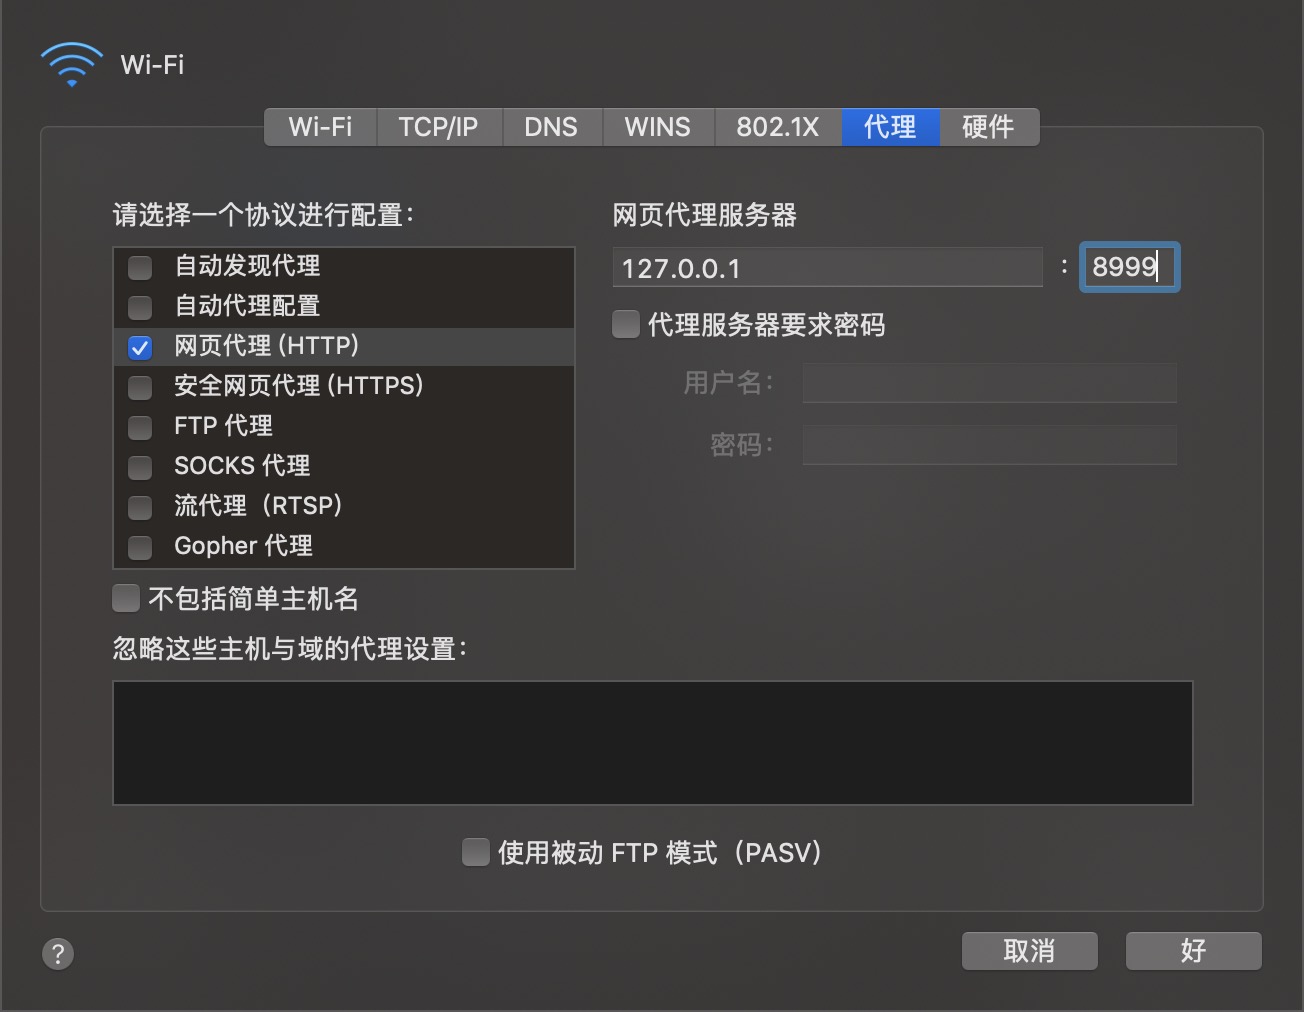 Wi-Fi
Wi-Fi TCP/IP DNS WINS 802.1X 代理 硬件
请选择一个协议进行配置：
自动发现代理
自动代理配置
网页代理 (HTTP)
安全网页代理 (HTTPS)
FTP 代理
SOCKS 代理
流代理（RTSP）
Gopher 代理
不包括简单主机名
网页代理服务器
127.0.0.1 : 8999
代理服务器要求密码
用户名：
密码：
忽略这些主机与域的代理设置：
使用被动 FTP 模式（PASV）
?
取消 好